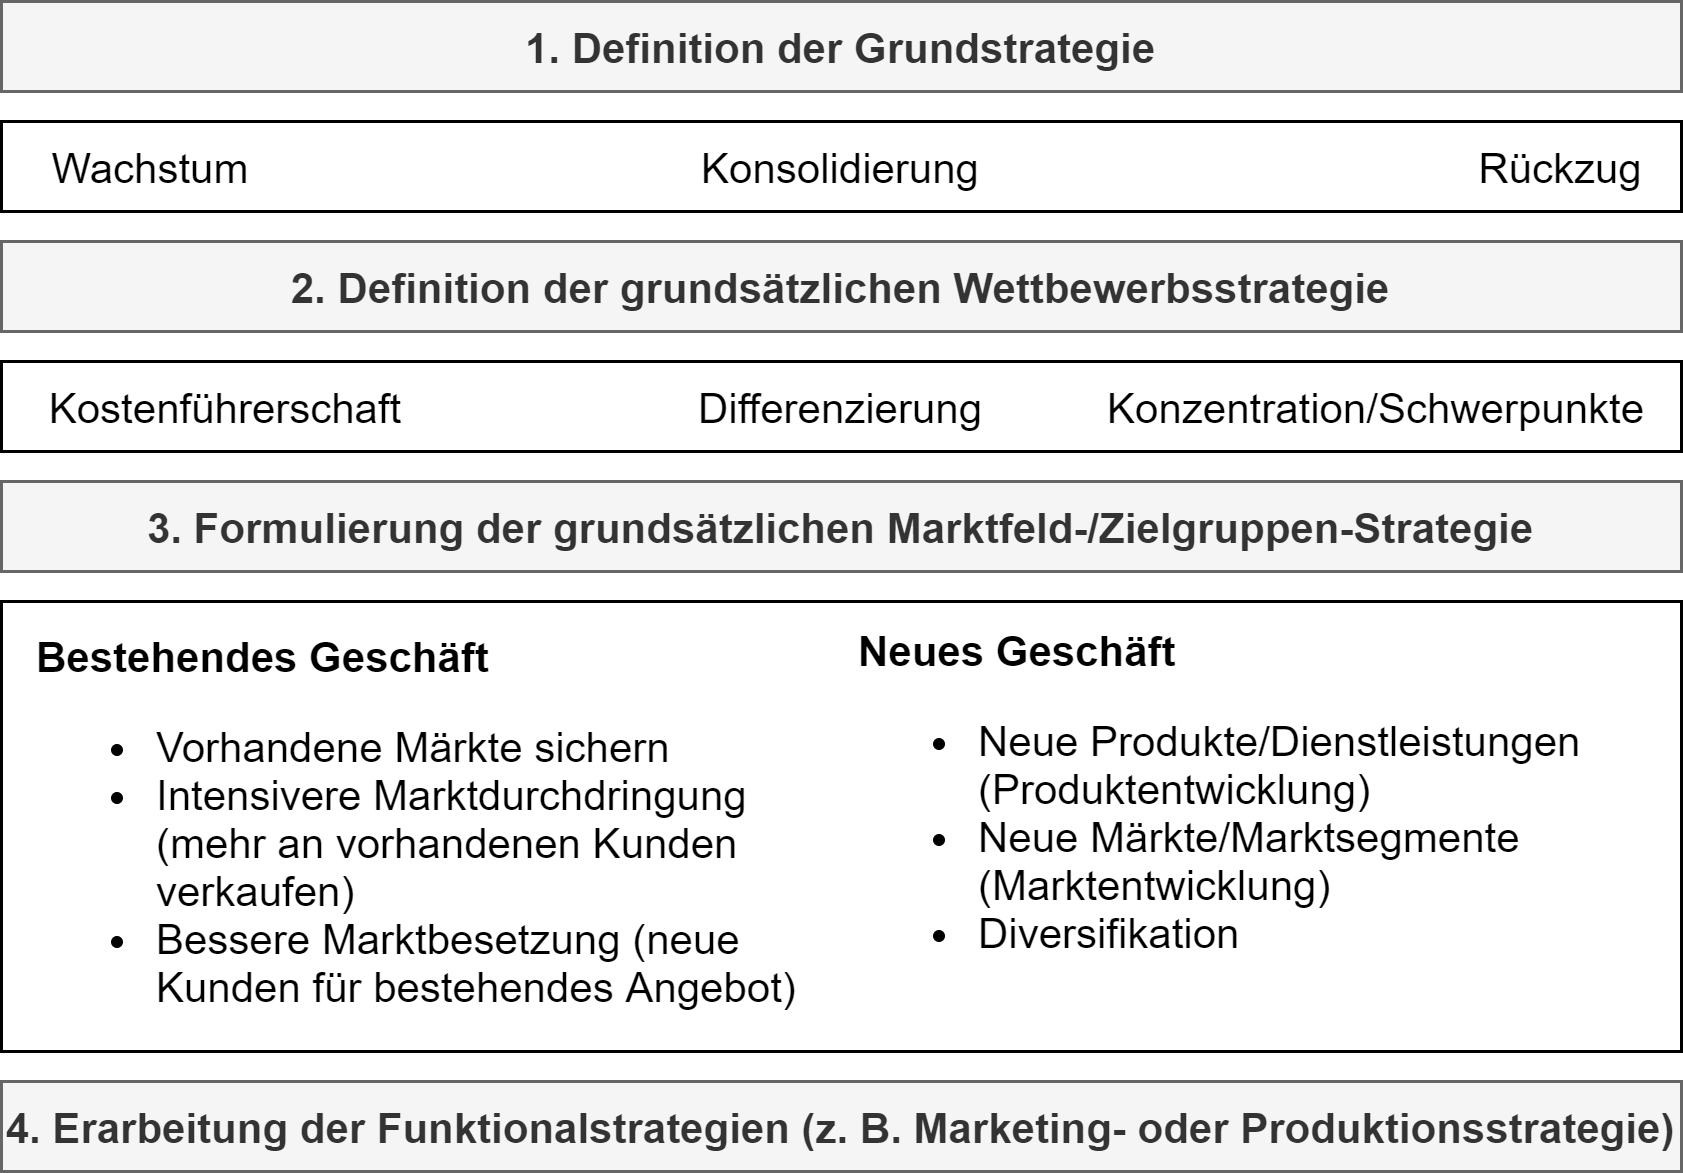 1. Definition der Grundstrategie
Wachstum Konsolidierung Rückzug
2. Definition der grundsätzlichen Wettbewerbsstrategie
Kostenführerschaft Differenzierung Konzentration/Schwerpunkte
3. Formulierung der grundsätzlichen Marktfeld-/Zielgruppen-Strategie
Bestehendes Geschäft
• Vorhandene Märkte sichern
• Intensivere Marktdurchdringung
(mehr an vorhandenen Kunden
verkaufen)
• Bessere Marktbesetzung (neue
Kunden für bestehendes Angebot)
Neues Geschäft
• Neue Produkte/Dienstleistungen
(Produktentwicklung)
• Neue Märkte/Marktsegmente
(Marktentwicklung)
• Diversifikation
4. Erarbeitung der Funktionalstrategien (z. B. Marketing- oder Produktionsstrategie)